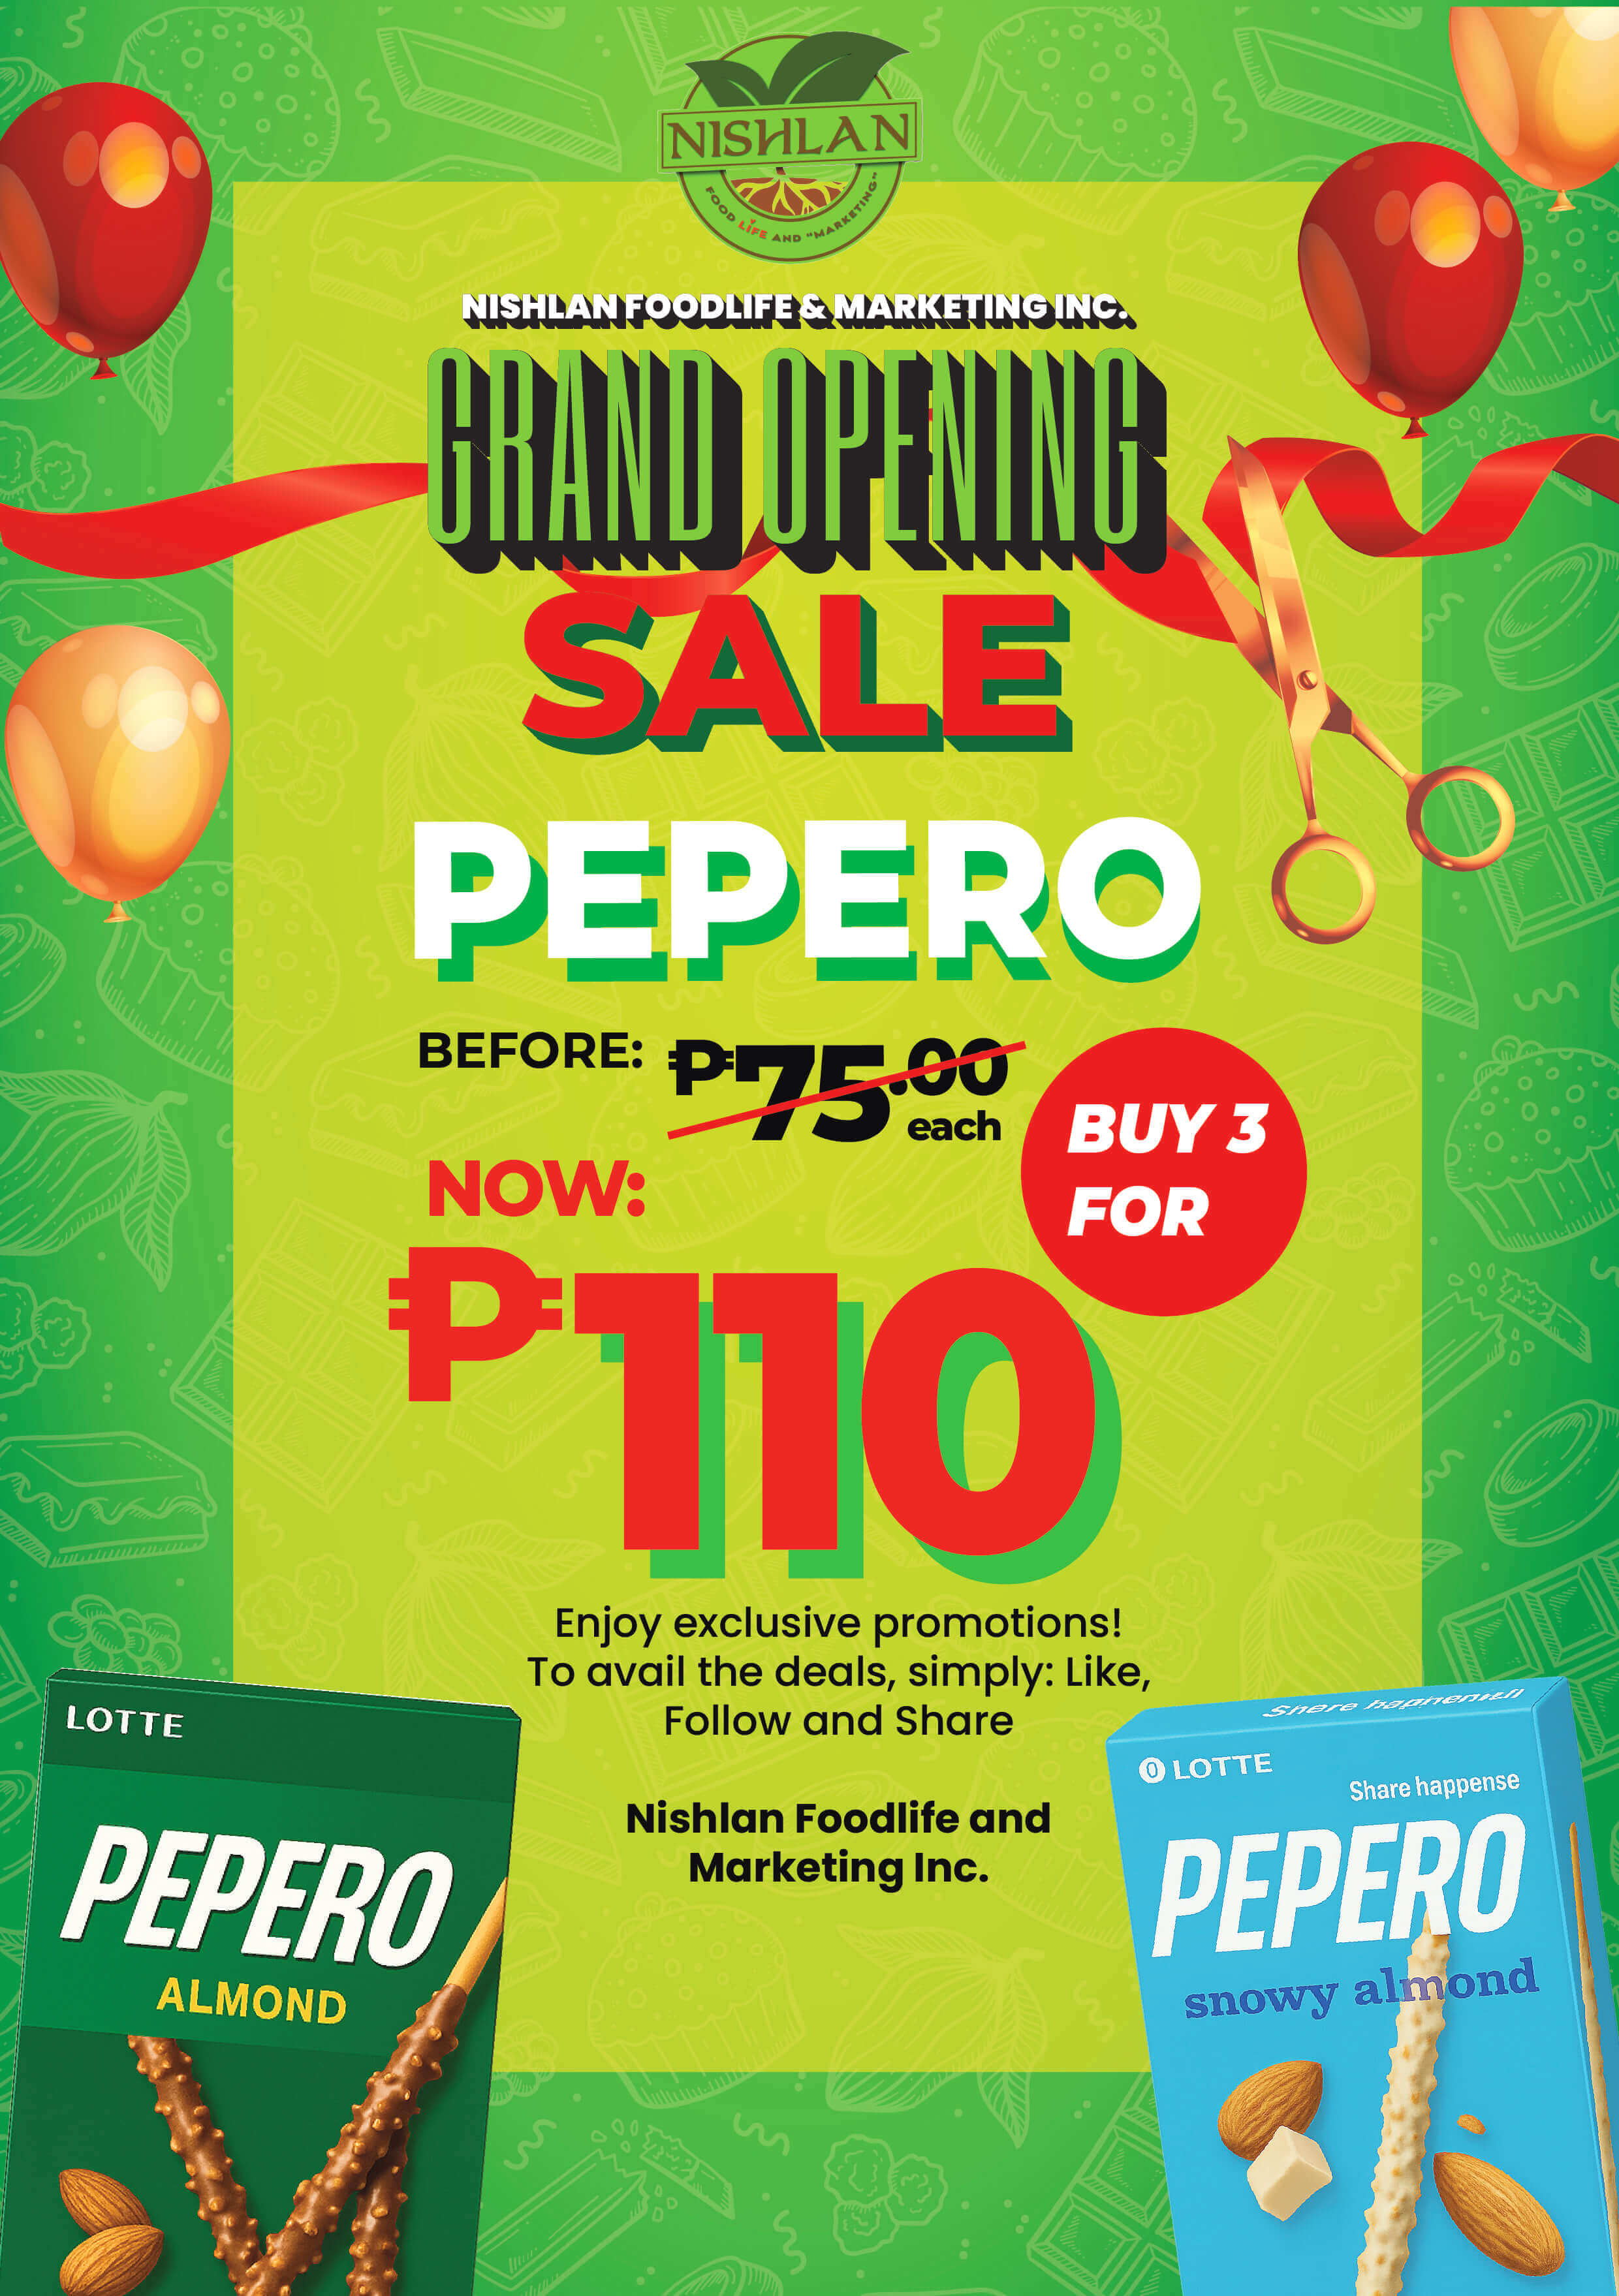 NISHLAN
FOOD LIFE AND "MARKETING"
NISHLAN FOODLIFE & MARKETING INC.
GRAND OPENING
SALE
PEPERO
BEFORE: ₱75.00
each
BUY 3
FOR
NOW:
₱110
Enjoy exclusive promotions!
To avail the deals, simply: Like,
Follow and Share
Nishlan Foodlife and
Marketing Inc.
LOTTE
PEPERO
ALMOND
LOTTE
Share happense
PEPERO
snowy almond